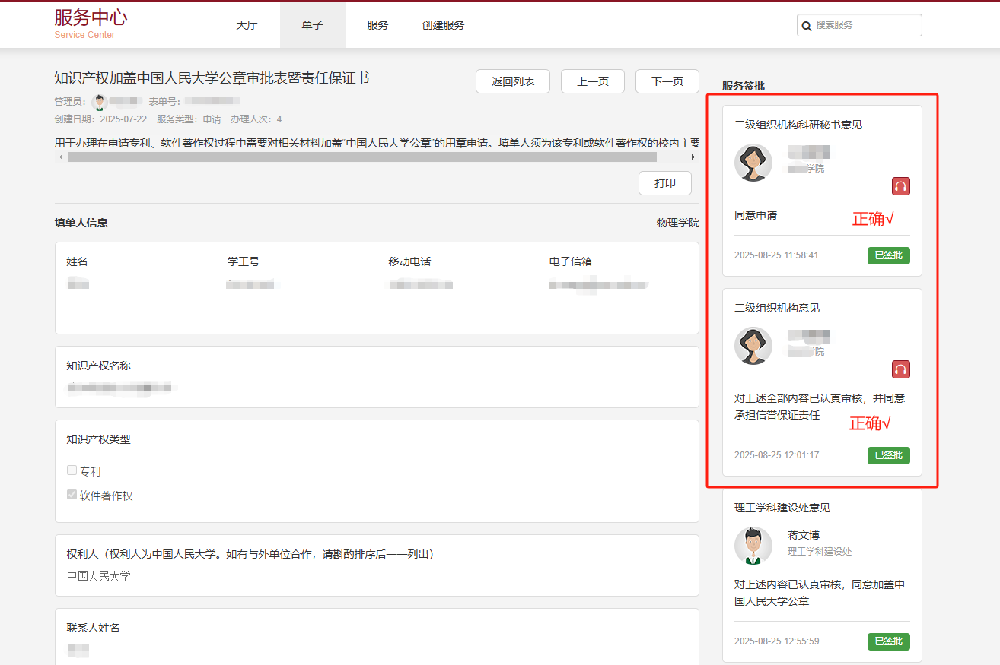 服务中心
Service Center
大厅
单子
服务
创建服务
搜索服务
知识产权加盖中国人民大学公章审批表暨责任保证书
返回列表
上一页
下一页
管理员：
表单号：
创建日期： 2025-07-22 服务类型： 申请 办理人次： 4
用于办理在申请专利、软件著作权过程中需要对相关材料加盖“中国人民大学公章”的用章申请。填单人须为该专利或软件著作权的校内主要
打印
填单人信息
物理学院
姓名
学工号
移动电话
电子信箱
知识产权名称
知识产权类型
专利
软件著作权
权利人（权利人为中国人民大学。如有与外单位合作，请斟酌排序后一一列出）
中国人民大学
联系人姓名
服务签批
二级组织机构科研秘书意见
学院
同意申请
正确√
2025-08-25 11:58:41
已签批
二级组织机构意见
院
对上述全部内容已认真审核，并同意
承担信誉保证责任
正确√
2025-08-25 12:01:17
已签批
理工学科建设处意见
蒋文博
理工学科建设处
对上述内容已认真审核，同意加盖中
国人民大学公章
2025-08-25 12:55:59
已签批